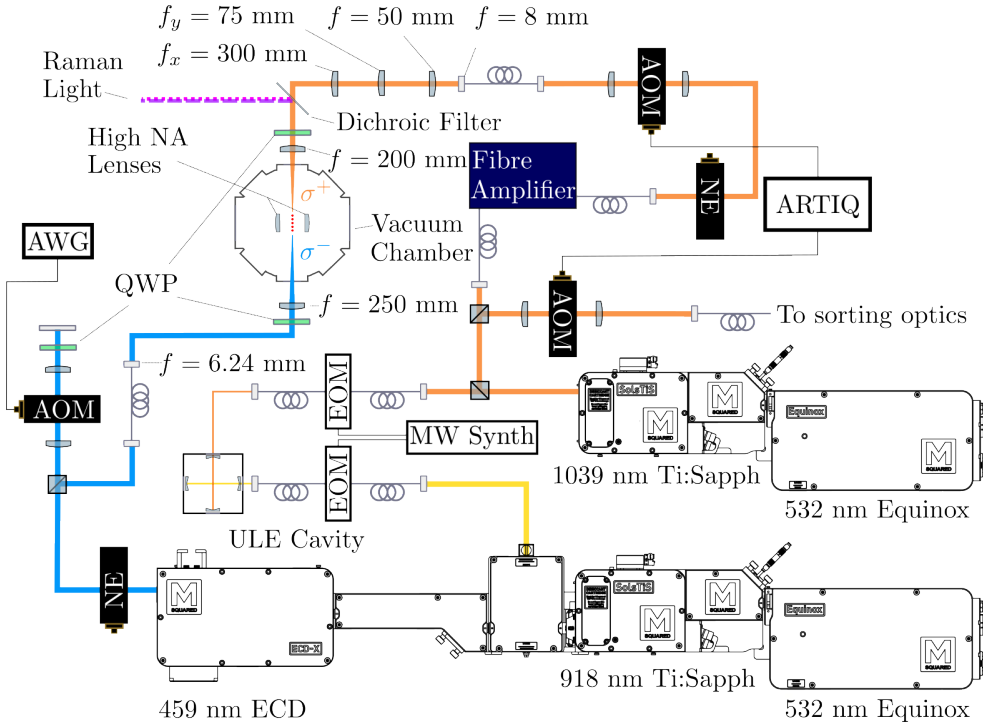 f_y = 75 mm
f = 50 mm
f = 8 mm
f_x = 300 mm
Raman
Light
AOM
High NA
Lenses
Dichroic Filter
f = 200 mm
Fibre
Amplifier
NE
ARTIQ
σ⁺
σ⁻
Vacuum
Chamber
AWG
QWP
f = 250 mm
AOM
To sorting optics
f = 6.24 mm
AOM
EOM
MW Synth
SolsTiS
M
SQUARED
M
SQUARED
Equinox
M
SQUARED
1039 nm Ti:Sapph
532 nm Equinox
EOM
ULE Cavity
NE
M
SQUARED
ECD-X
459 nm ECD
SolsTiS
M
SQUARED
M
SQUARED
Equinox
M
SQUARED
918 nm Ti:Sapph
532 nm Equinox